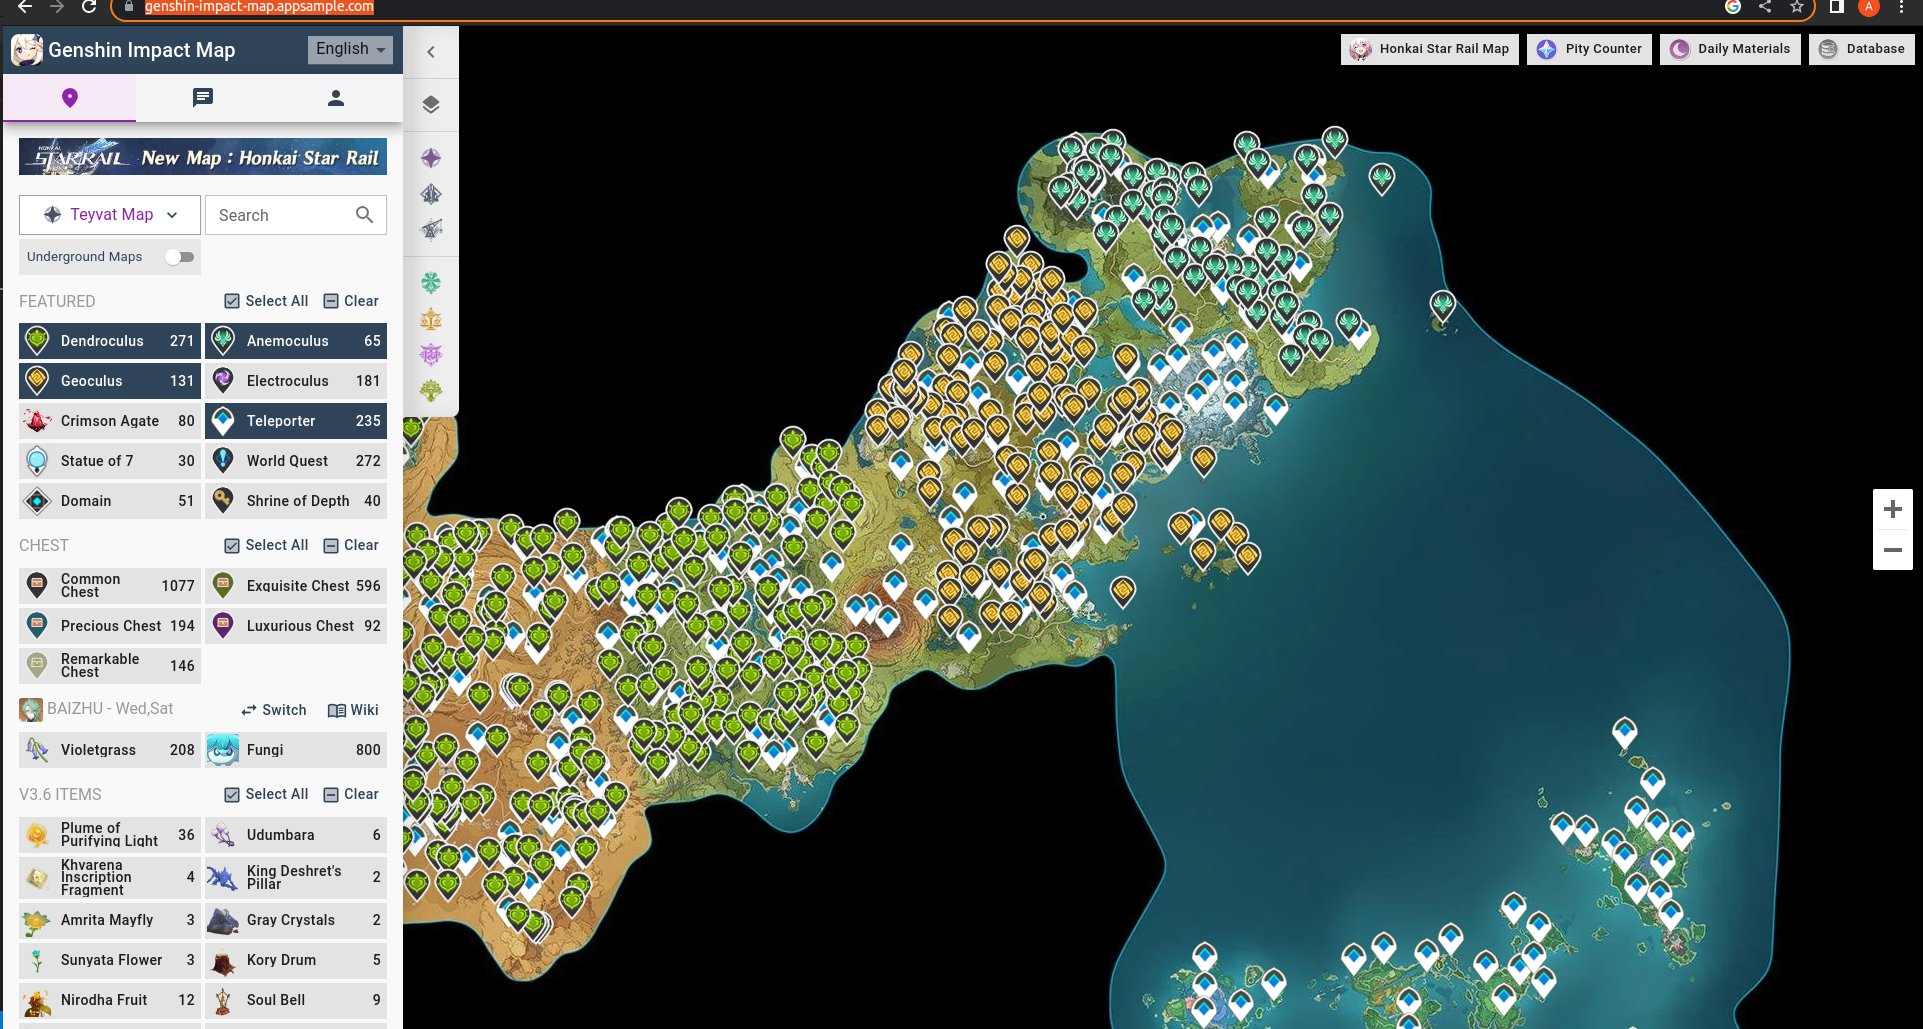 genshin-impact-map.appsample.com
Genshin Impact Map
English
Honkai Star Rail Map
Pity Counter
Daily Materials
Database
HONKAI
STAR RAIL
New Map : Honkai Star Rail
Teyvat Map
Search
Underground Maps
FEATURED
Select All
Clear
Dendroculus 271
Anemoculus 65
Geoculus 131
Electroculus 181
Crimson Agate 80
Teleporter 235
Statue of 7 30
World Quest 272
Domain 51
Shrine of Depth 40
CHEST
Select All
Clear
Common
Chest 1077
Exquisite Chest 596
Precious Chest 194
Luxurious Chest 92
Remarkable
Chest 146
BAIZHU - Wed,Sat
Switch
Wiki
Violetgrass 208
Fungi 800
V3.6 ITEMS
Select All
Clear
Plume of
Purifying Light 36
Udumbara 6
Khvarena
Inscription
Fragment 4
King Deshret's
Pillar 2
Amrita Mayfly 3
Gray Crystals 2
Sunyata Flower 3
Kory Drum 5
Nirodha Fruit 12
Soul Bell 9
A